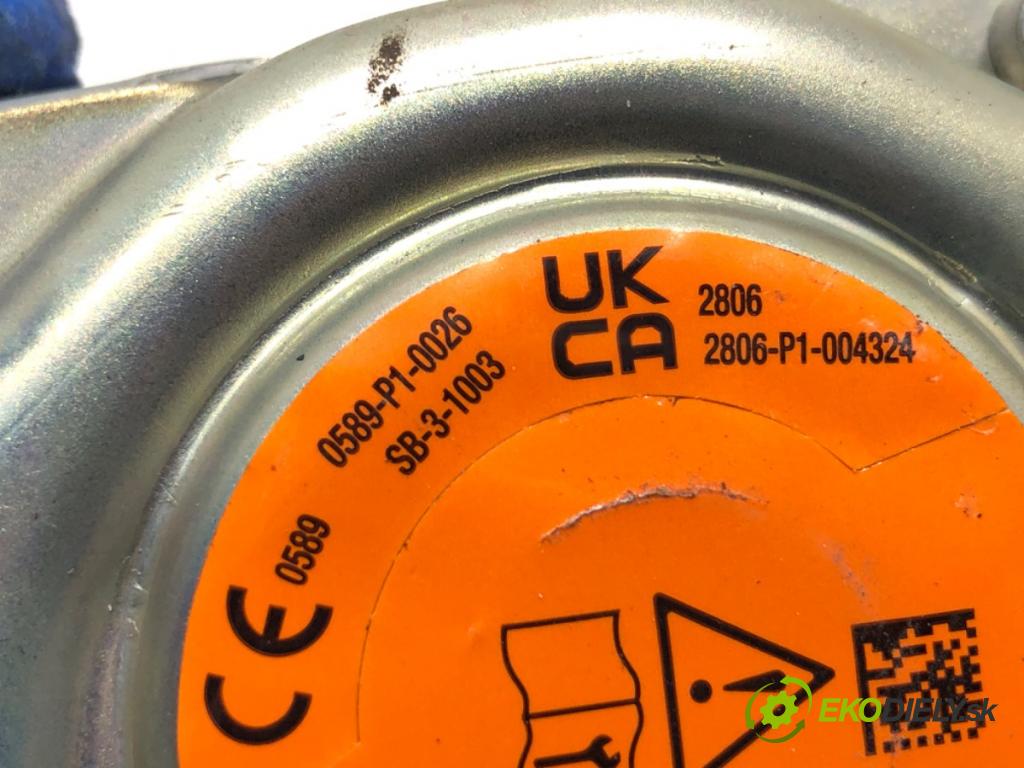 UK
CA
2806
2806-P1-004324
0589-P1-0026
SB-3-1003
CE 0589
EKODIELY.sk